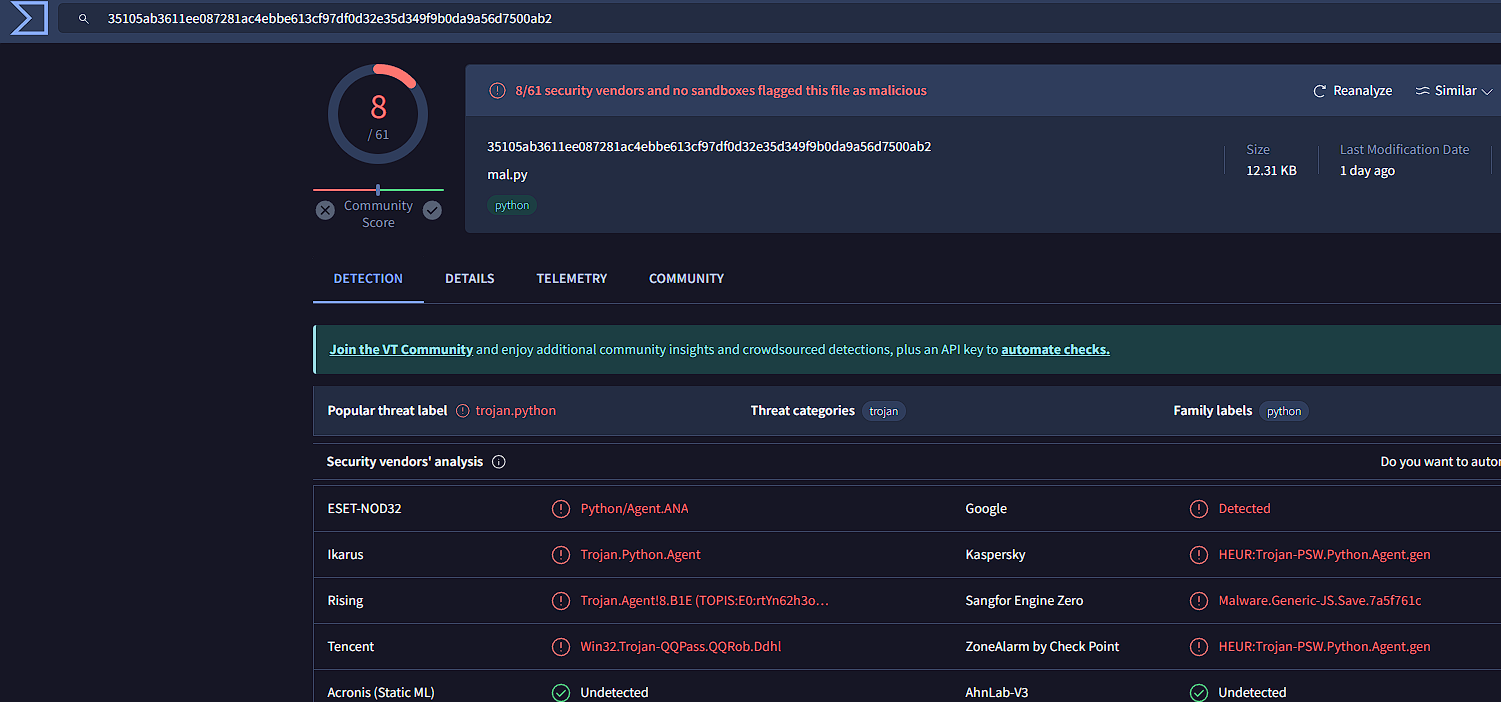 35105ab3611ee087281ac4ebbe613cf97df0d32e35d349f9b0da9a56d7500ab2
8
/ 61
Community
Score
8/61 security vendors and no sandboxes flagged this file as malicious
Reanalyze
Similar
35105ab3611ee087281ac4ebbe613cf97df0d32e35d349f9b0da9a56d7500ab2
mal.py
python
Size
12.31 KB
Last Modification Date
1 day ago
DETECTION DETAILS TELEMETRY COMMUNITY
Join the VT Community and enjoy additional community insights and crowdsourced detections, plus an API key to automate checks.
Popular threat label trojan.python Threat categories trojan Family labels python
Security vendors' analysis Do you want to autor
ESET-NOD32 Python/Agent.ANA Google Detected
Ikarus Trojan.Python.Agent Kaspersky HEUR:Trojan-PSW.Python.Agent.gen
Rising Trojan.Agent!8.B1E (TOPIS:E0:rtYn62h3o… Sangfor Engine Zero Malware.Generic-JS.Save.7a5f761c
Tencent Win32.Trojan-QQPass.QQRob.Ddhl ZoneAlarm by Check Point HEUR:Trojan-PSW.Python.Agent.gen
Acronis (Static ML) Undetected AhnLab-V3 Undetected